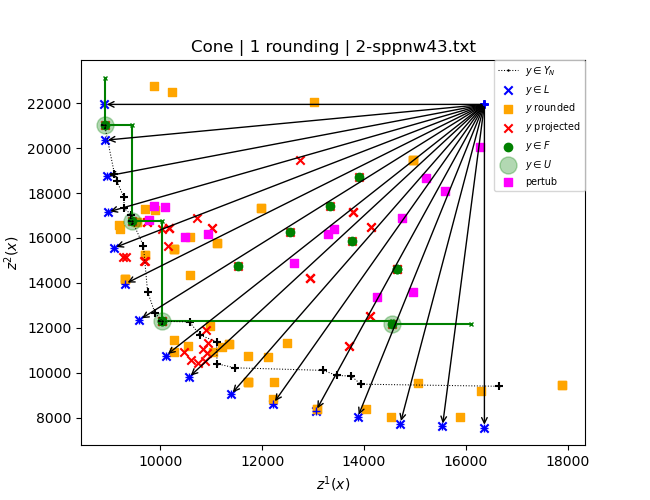 Cone | 1 rounding | 2-sppnw43.txt
z²(x)
22000
20000
18000
16000
14000
12000
10000
8000
10000 12000 14000 16000 18000
z¹(x)
y ∈ Y_N
y ∈ L
y rounded
y projected
y ∈ F
y ∈ U
pertub